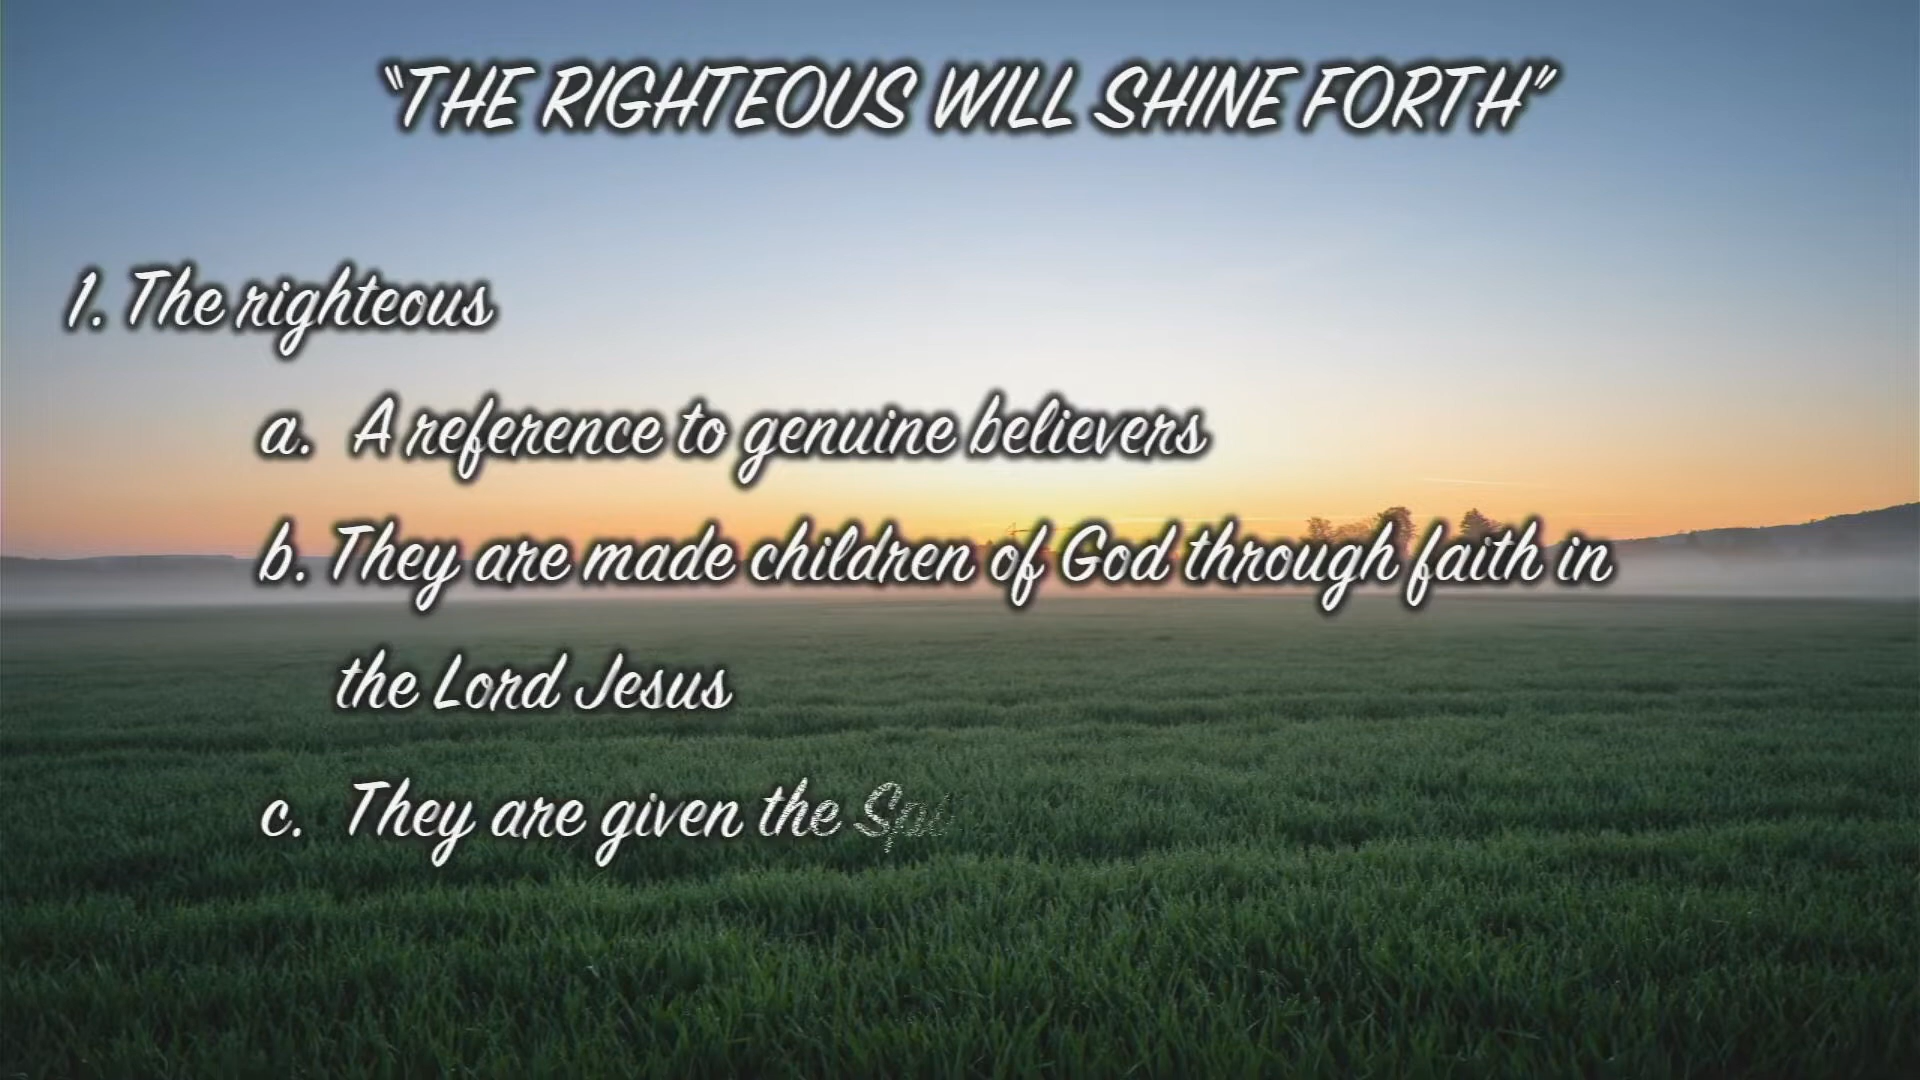 “THE RIGHTEOUS WILL SHINE FORTH”
1. The righteous
a. A reference to genuine believers
b. They are made children of God through faith in
the Lord Jesus
c. They are given the